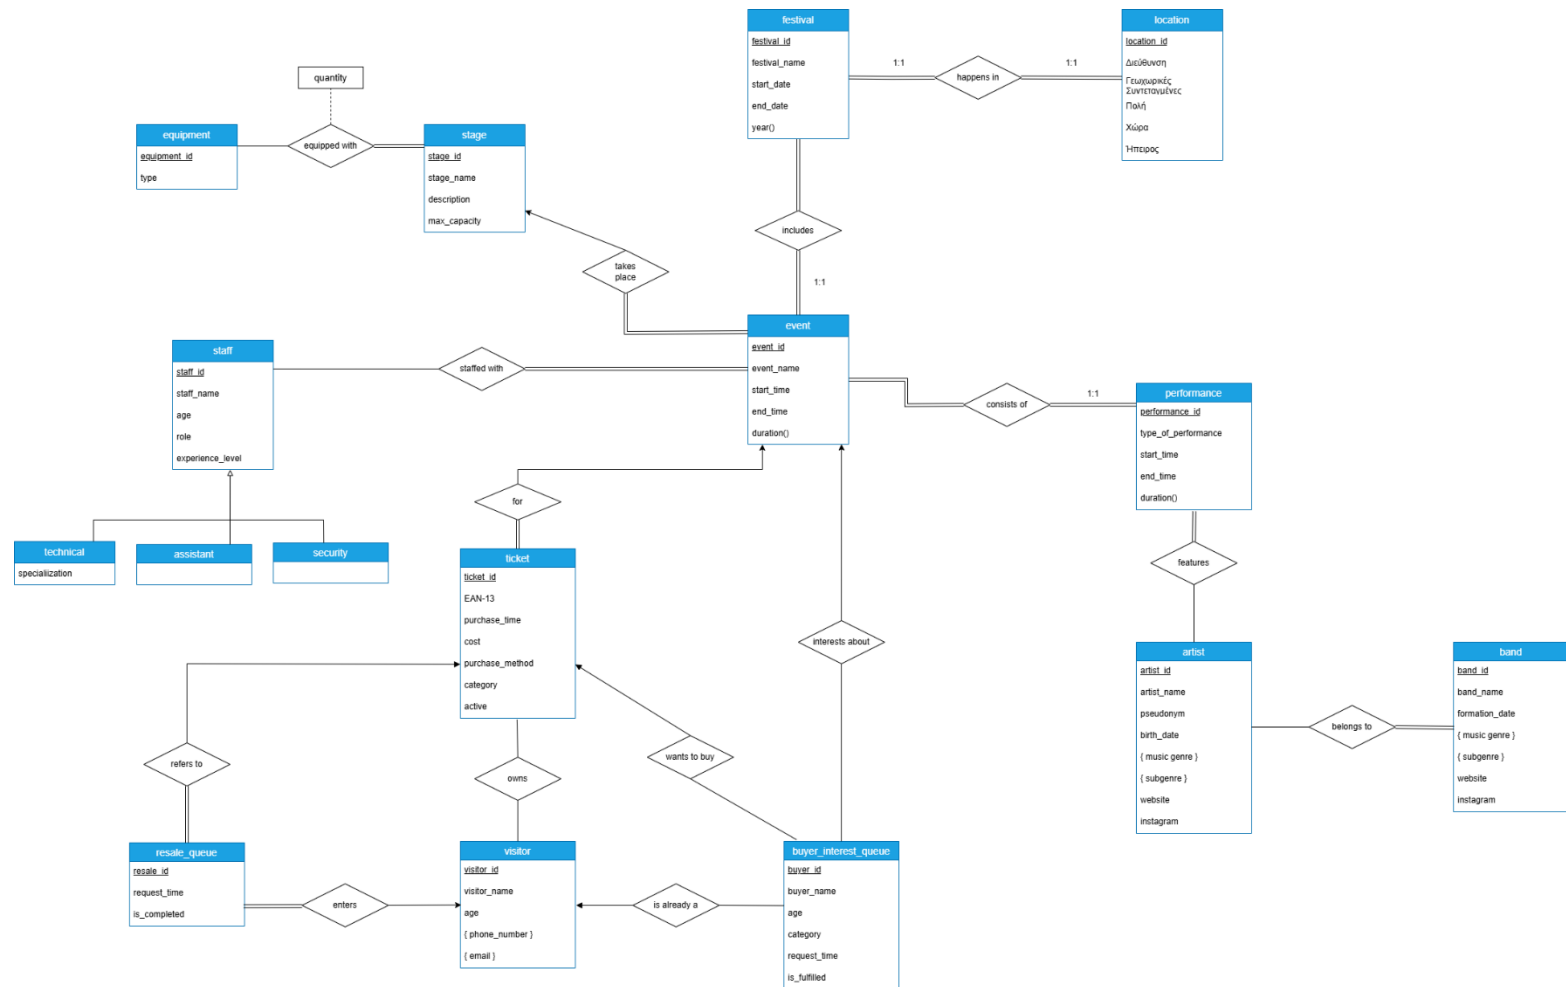 festival
festival_id
festival_name
start_date
end_date
year()
1:1
happens in
1:1
location
location_id
Διεύθυνση
Γεωχωρικές
Συντεταγμένες
Πολή
Χώρα
Ήπειρος
quantity
equipment
equipment_id
type
equipped with
stage
stage_id
stage_name
description
max_capacity
includes
1:1
takes
place
staff
staff_id
staff_name
age
role
experience_level
staffed with
event
event_id
event_name
start_time
end_time
duration()
consists of
1:1
performance
performance_id
type_of_performance
start_time
end_time
duration()
technical
specialiization
assistant
security
for
ticket
ticket_id
EAN-13
purchase_time
cost
purchase_method
category
active
interests about
features
artist
artist_id
artist_name
pseudonym
birth_date
{ music genre }
{ subgenre }
website
instagram
belongs to
band
band_id
band_name
formation_date
{ music genre }
{ subgenre }
website
instagram
refers to
owns
wants to buy
resale_queue
resale_id
request_time
is_completed
enters
visitor
visitor_id
visitor_name
age
{ phone_number }
{ email }
is already a
buyer_interest_queue
buyer_id
buyer_name
age
category
request_time
is_fulfilled